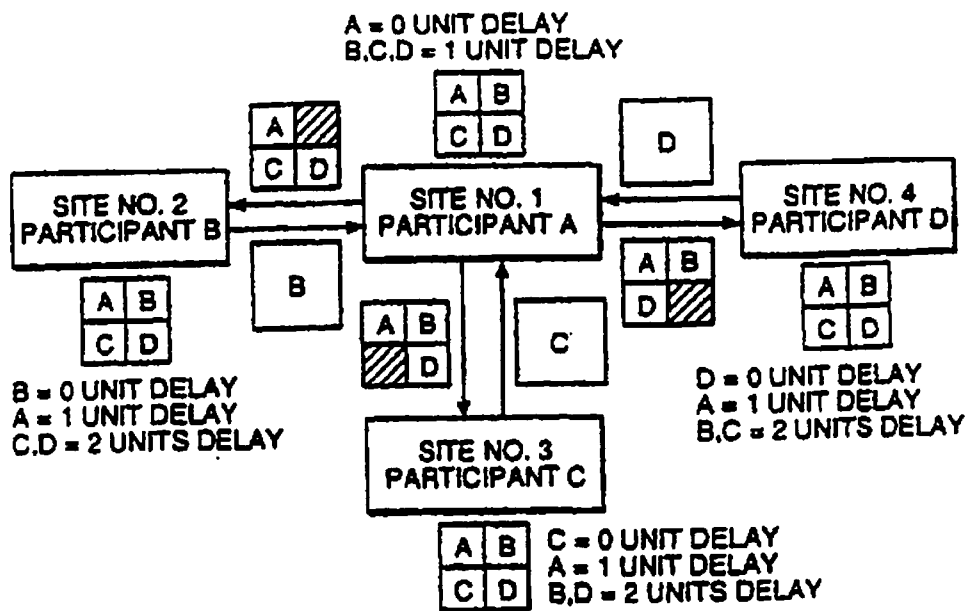 A = 0 UNIT DELAY
B,C,D = 1 UNIT DELAY
A B
C D
A
C D
D
SITE NO. 2
PARTICIPANT B
SITE NO. 1
PARTICIPANT A
SITE NO. 4
PARTICIPANT D
A B
C D
B
A B
D
C
A B
D
A B
C D
B = 0 UNIT DELAY
A = 1 UNIT DELAY
C,D = 2 UNITS DELAY
D = 0 UNIT DELAY
A = 1 UNIT DELAY
B,C = 2 UNITS DELAY
SITE NO. 3
PARTICIPANT C
A B
C D
C = 0 UNIT DELAY
A = 1 UNIT DELAY
B,D = 2 UNITS DELAY